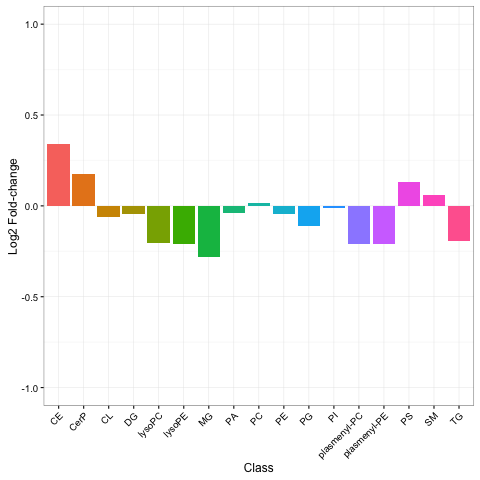 Log2 Fold-change
1.0
0.5
0.0
-0.5
-1.0
CE
CerP
CL
DG
lysoPC
lysoPE
MG
PA
PC
PE
PG
PI
plasmenyl-PC
plasmenyl-PE
PS
SM
TG
Class